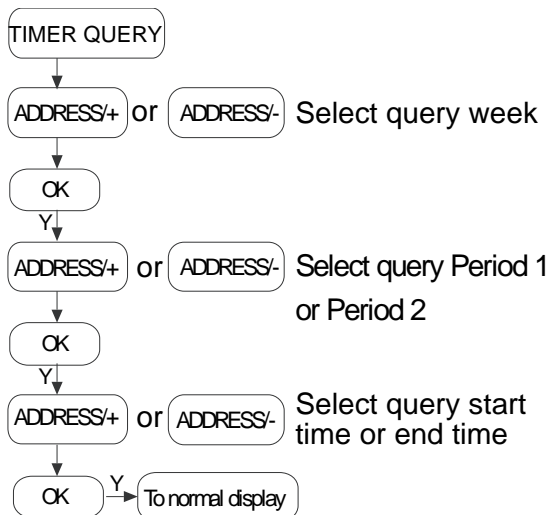 TIMER QUERY
ADDRESS/+ or ADDRESS/- Select query week
OK
Y
ADDRESS/+ or ADDRESS/- Select query Period 1
or Period 2
OK
Y
ADDRESS/+ or ADDRESS/- Select query start
time or end time
OK Y To normal display